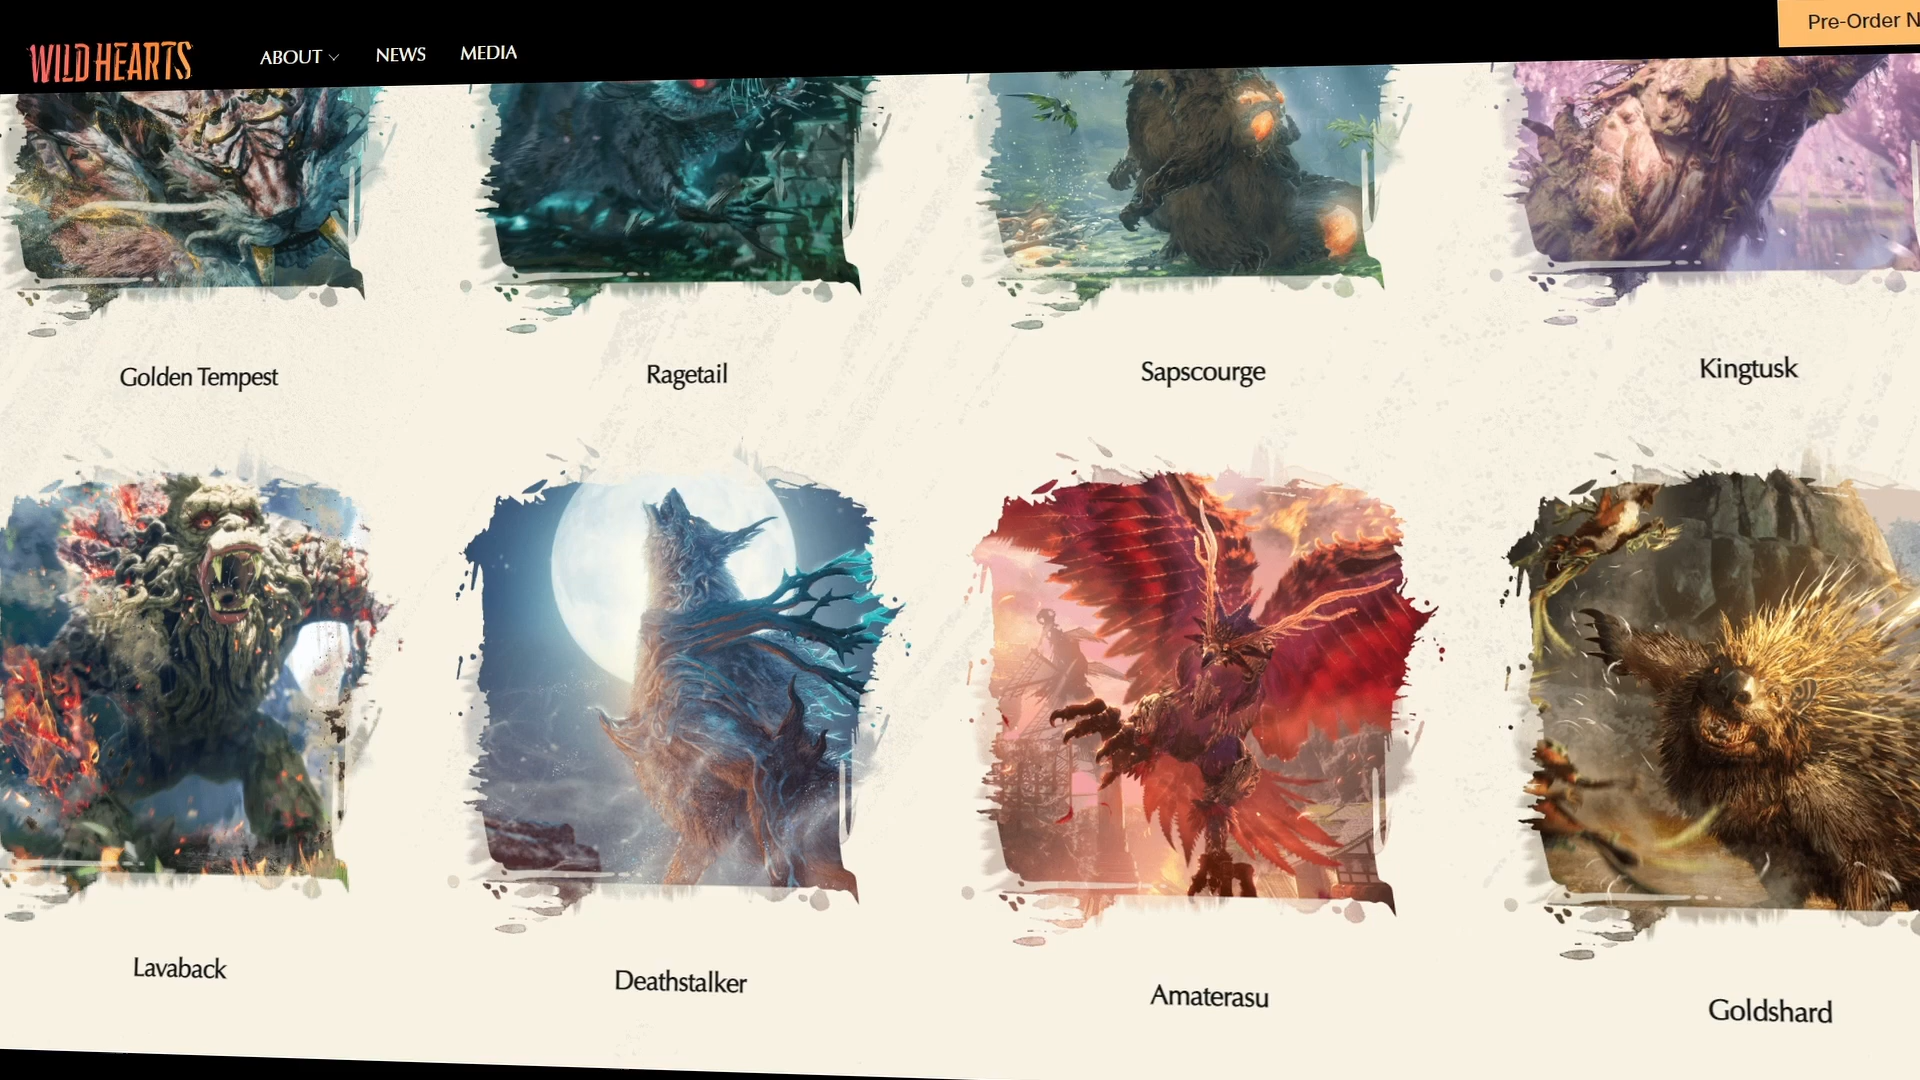 WILD HEARTS
ABOUT NEWS MEDIA
Pre-Order
Golden Tempest
Ragetail
Sapscourge
Kingtusk
Lavaback
Deathstalker
Amaterasu
Goldshard